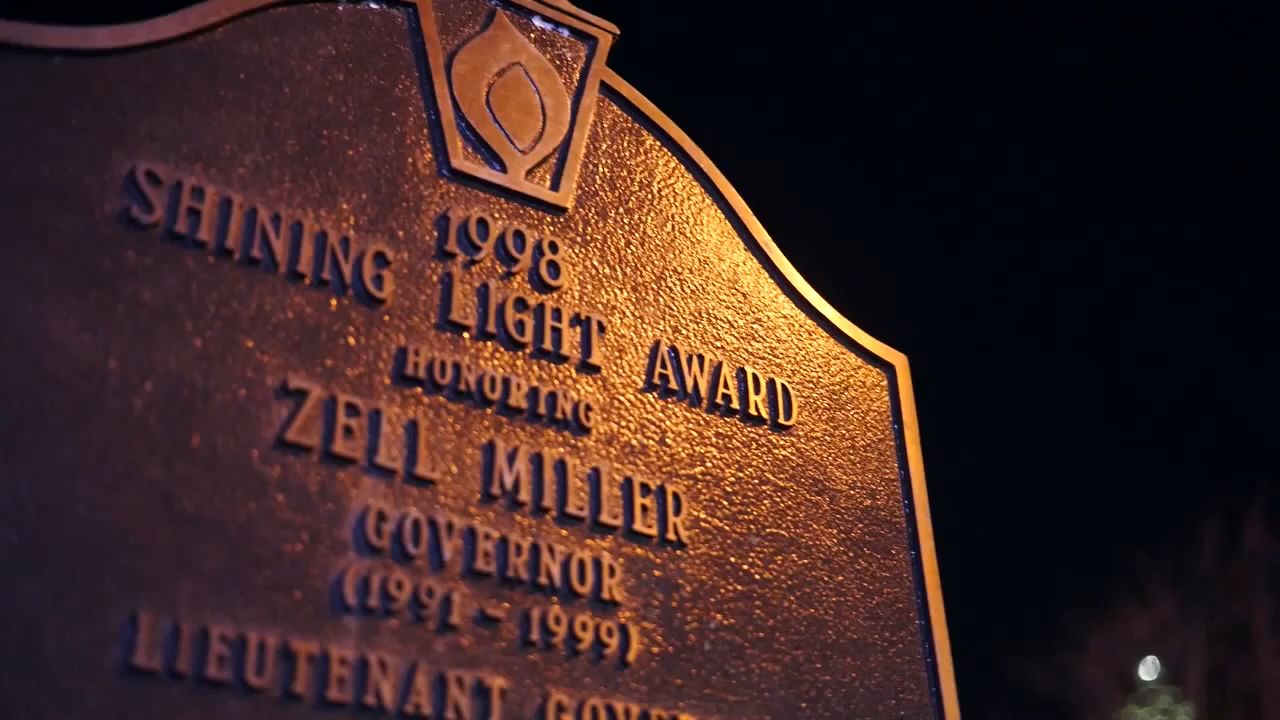 1998
SHINING LIGHT AWARD
HONORING
ZELL MILLER
GOVERNOR
(1991 - 1999)
LIEUTENANT